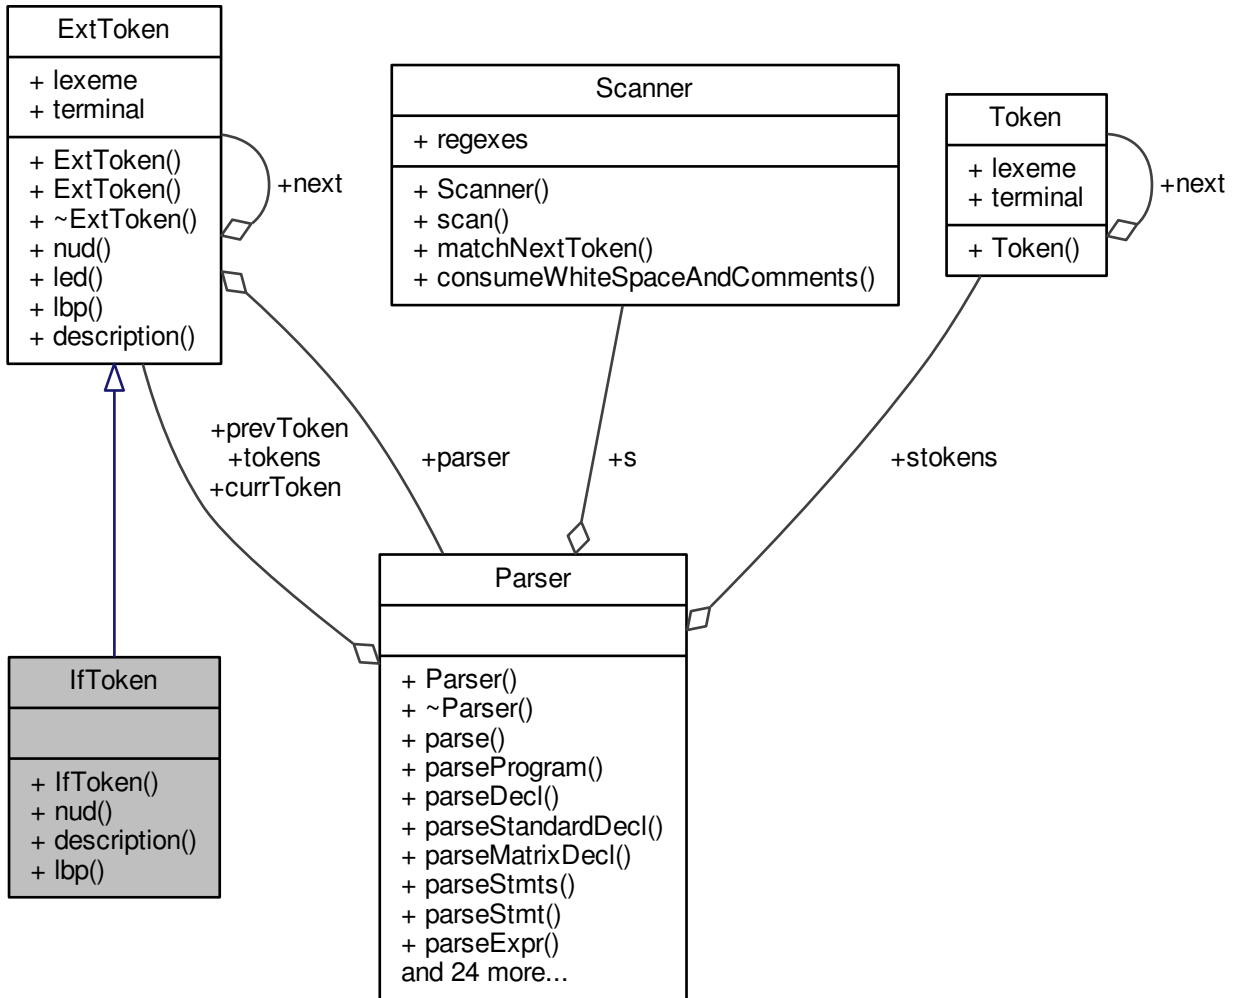 ExtToken
+ lexeme
+ terminal
+ ExtToken()
+ ExtToken()
+ ~ExtToken()
+ nud()
+ led()
+ lbp()
+ description()
+next
Scanner
+ regexes
+ Scanner()
+ scan()
+ matchNextToken()
+ consumeWhiteSpaceAndComments()
Token
+ lexeme
+ terminal
+ Token()
+next
+prevToken
+tokens
+currToken
+parser
+s
+stokens
IfToken
+ IfToken()
+ nud()
+ description()
+ lbp()
Parser
+ Parser()
+ ~Parser()
+ parse()
+ parseProgram()
+ parseDecl()
+ parseStandardDecl()
+ parseMatrixDecl()
+ parseStmts()
+ parseStmt()
+ parseExpr()
and 24 more...